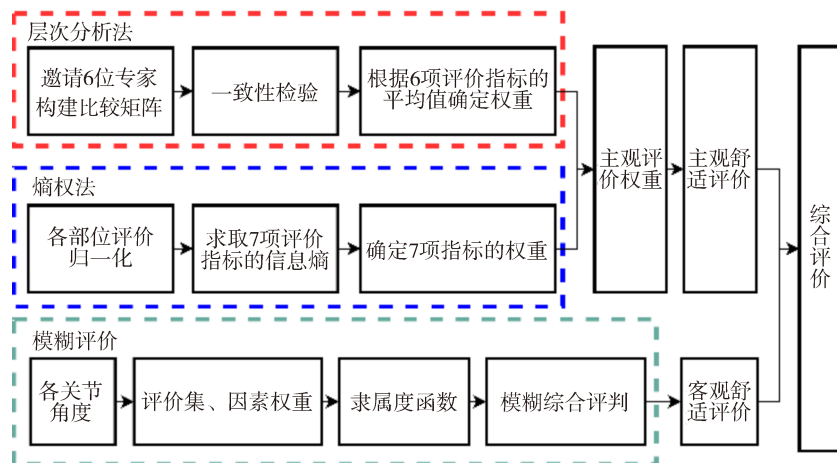 层次分析法
邀请6位专家
构建比较矩阵
一致性检验
根据6项评价指标的
平均值确定权重
熵权法
各部位评价
归一化
求取7项评价
指标的信息熵
确定7项指标的权重
主观评
价权重
主观舒
适评价
模糊评价
各关节
角度
评价集、因素权重
隶属度函数
模糊综合评判
客观舒
适评价
综合评价